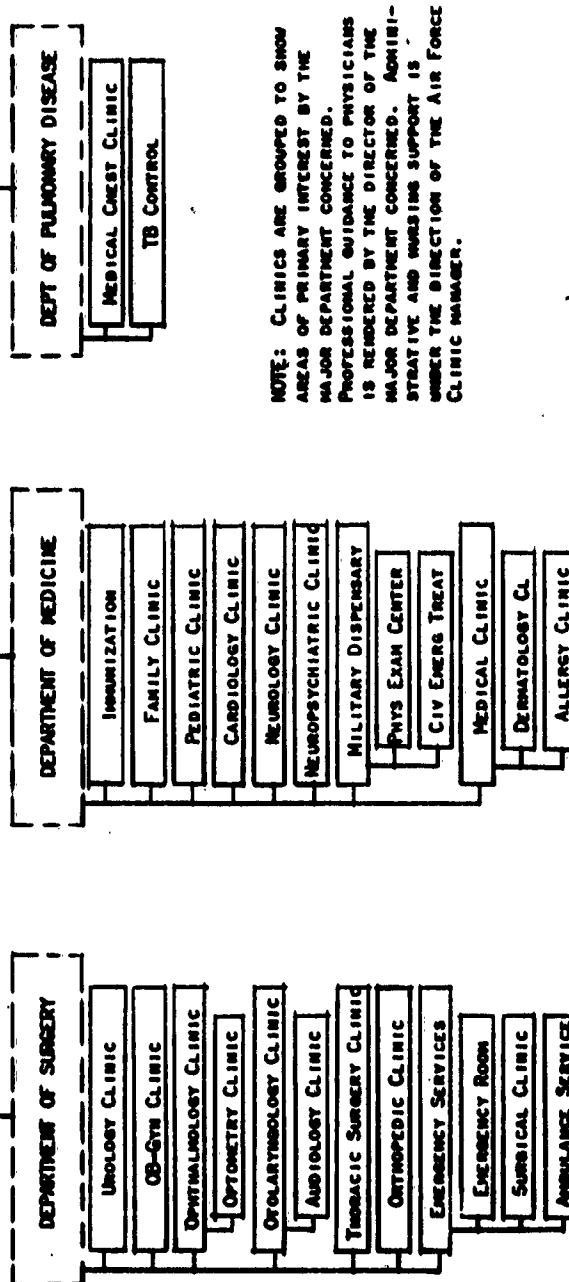 DEPARTMENT OF SURGERY
UROLOGY CLINIC
OB-GYN CLINIC
OPHTHALMOLOGY CLINIC
OPTOMETRY CLINIC
OTOLARYNGOLOGY CLINIC
AUDIOLOGY CLINIC
THORACIC SURGERY CLINIC
ORTHOPEDIC CLINIC
EMERGENCY SERVICES
EMERGENCY ROOM
SURGICAL CLINIC
AMBULANCE SERVICE
DEPARTMENT OF MEDICINE
IMMUNIZATION
FAMILY CLINIC
PEDIATRIC CLINIC
CARDIOLOGY CLINIC
NEUROLOGY CLINIC
NEUROPSYCHIATRIC CLINIC
MILITARY DISPENSARY
PHYS EXAM CENTER
CIV EMERG TREAT
MEDICAL CLINIC
DERMATOLOGY CL
ALLERGY CLINIC
DEPT OF PULMONARY DISEASE
MEDICAL CHEST CLINIC
TB CONTROL
NOTE: CLINICS ARE GROUPED TO SHOW
AREAS OF PRIMARY INTEREST BY THE
MAJOR DEPARTMENT CONCERNED.
PROFESSIONAL GUIDANCE TO PHYSICIANS
IS RENDERED BY THE DIRECTOR OF THE
MAJOR DEPARTMENT CONCERNED. ADMINI-
STRATIVE AND NURSING SUPPORT IS
UNDER THE DIRECTION OF THE AIR FORCE
CLINIC MANAGER.